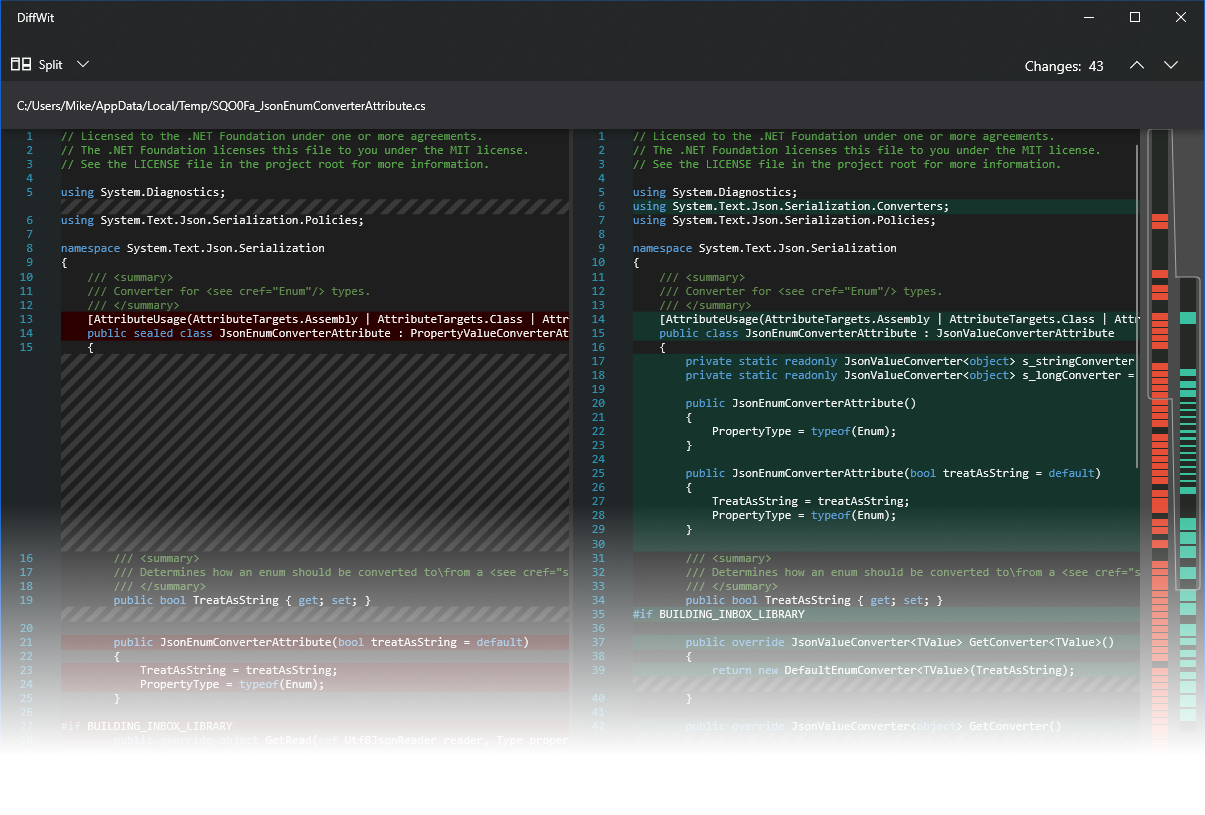 DiffWit
Split
Changes: 43
C:/Users/Mike/AppData/Local/Temp/SQO0Fa_JsonEnumConverterAttribute.cs
1 // Licensed to the .NET Foundation under one or more agreements.
2 // The .NET Foundation licenses this file to you under the MIT license.
3 // See the LICENSE file in the project root for more information.
4
5 using System.Diagnostics;
6 using System.Text.Json.Serialization.Policies;
7
8 namespace System.Text.Json.Serialization
9 {
10 /// <summary>
11 /// Converter for <see cref="Enum"/> types.
12 /// </summary>
13 [AttributeUsage(AttributeTargets.Assembly | AttributeTargets.Class | Attr
14 public sealed class JsonEnumConverterAttribute : PropertyValueConverterAt
15 {
16 /// <summary>
17 /// Determines how an enum should be converted to\from a <see cref="s
18 /// </summary>
19 public bool TreatAsString { get; set; }
20
21 public JsonEnumConverterAttribute(bool treatAsString = default)
22 {
23 TreatAsString = treatAsString;
24 PropertyType = typeof(Enum);
25 }
26
27 #if BUILDING_INBOX_LIBRARY
28 public override object GetRead(ref Utf8JsonReader reader, Type proper
1 // Licensed to the .NET Foundation under one or more agreements.
2 // The .NET Foundation licenses this file to you under the MIT license.
3 // See the LICENSE file in the project root for more information.
4
5 using System.Diagnostics;
6 using System.Text.Json.Serialization.Converters;
7 using System.Text.Json.Serialization.Policies;
8
9 namespace System.Text.Json.Serialization
10 {
11 /// <summary>
12 /// Converter for <see cref="Enum"/> types.
13 /// </summary>
14 [AttributeUsage(AttributeTargets.Assembly | AttributeTargets.Class | Attr
15 public class JsonEnumConverterAttribute : JsonValueConverterAttribute
16 {
17 private static readonly JsonValueConverter<object> s_stringConverter
18 private static readonly JsonValueConverter<object> s_longConverter =
19
20 public JsonEnumConverterAttribute()
21 {
22 PropertyType = typeof(Enum);
23 }
24
25 public JsonEnumConverterAttribute(bool treatAsString = default)
26 {
27 TreatAsString = treatAsString;
28 PropertyType = typeof(Enum);
29 }
30
31 /// <summary>
32 /// Determines how an enum should be converted to\from a <see cref="s
33 /// </summary>
34 public bool TreatAsString { get; set; }
35 #if BUILDING_INBOX_LIBRARY
36
37 public override JsonValueConverter<TValue> GetConverter<TValue>()
38 {
39 return new DefaultEnumConverter<TValue>(TreatAsString);
40 }
41
42 public override JsonValueConverter<object> GetConverter()